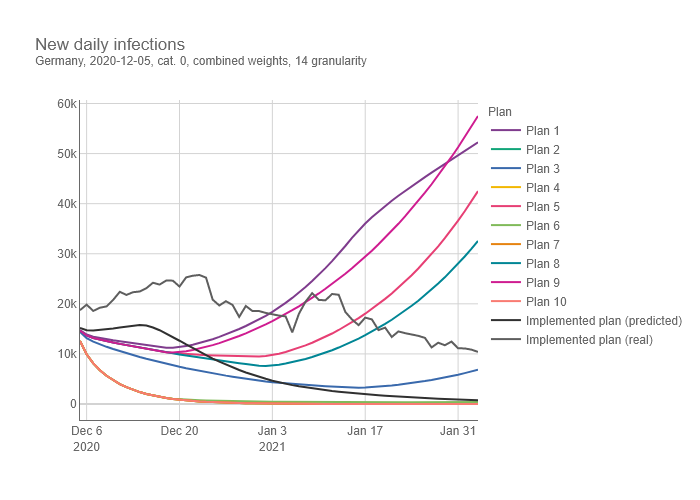 New daily infections
Germany, 2020-12-05, cat. 0, combined weights, 14 granularity
60k
50k
40k
30k
20k
10k
0
Dec 6
2020
Dec 20
Jan 3
2021
Jan 17
Jan 31
Plan
Plan 1
Plan 2
Plan 3
Plan 4
Plan 5
Plan 6
Plan 7
Plan 8
Plan 9
Plan 10
Implemented plan (predicted)
Implemented plan (real)